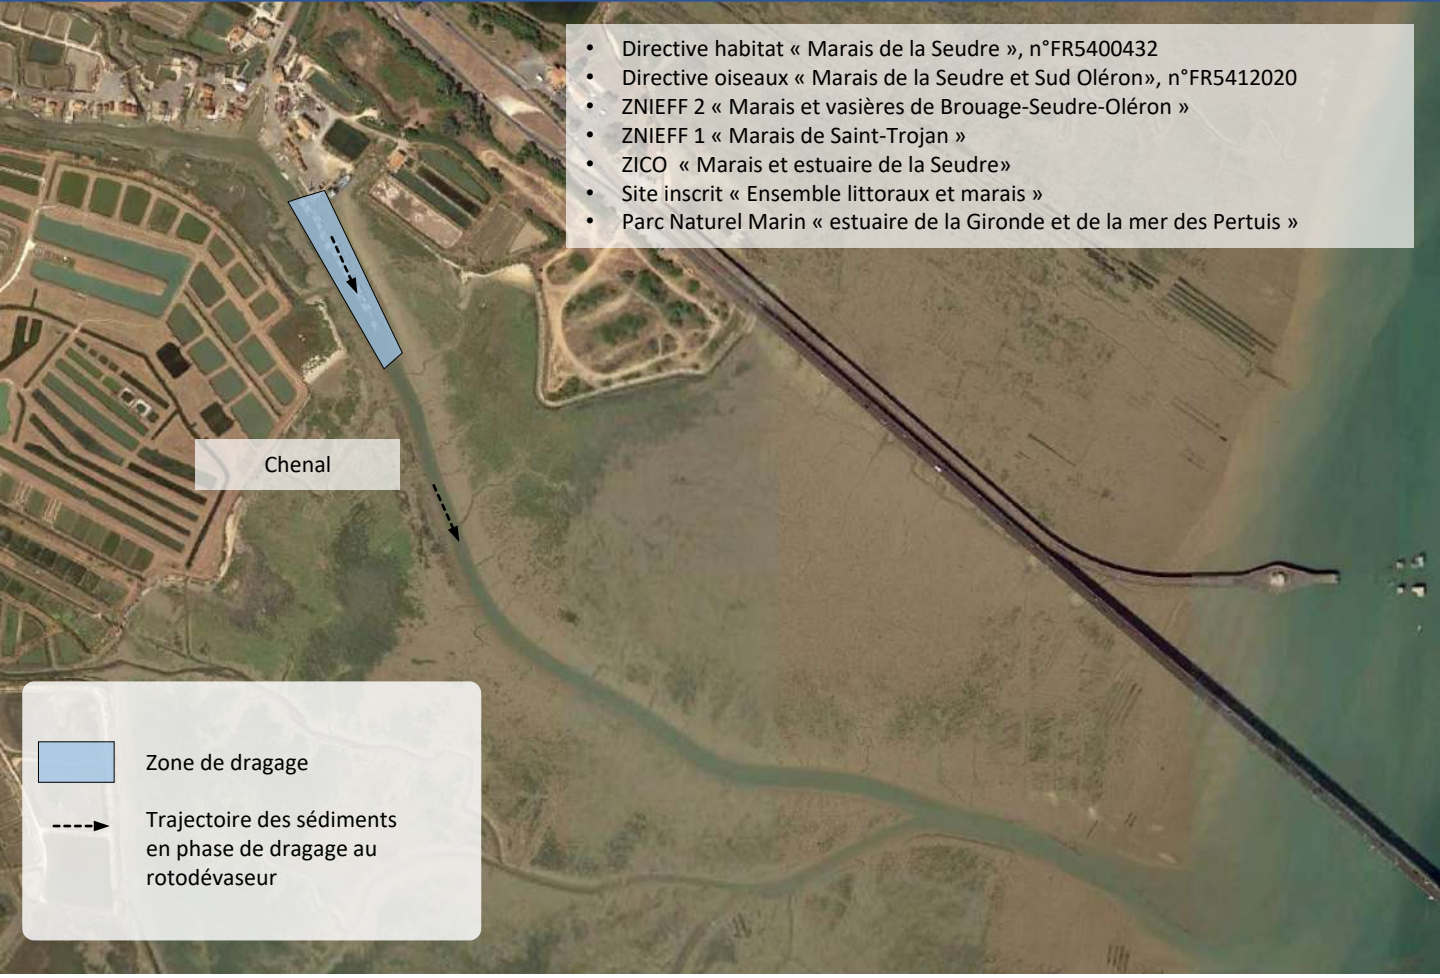 • Directive habitat « Marais de la Seudre », n°FR5400432
• Directive oiseaux « Marais de la Seudre et Sud Oléron», n°FR5412020
• ZNIEFF 2 « Marais et vasières de Brouage-Seudre-Oléron »
• ZNIEFF 1 « Marais de Saint-Trojan »
• ZICO  « Marais et estuaire de la Seudre»
• Site inscrit « Ensemble littoraux et marais »
• Parc Naturel Marin « estuaire de la Gironde et de la mer des Pertuis »
Chenal
Zone de dragage
Trajectoire des sédiments
en phase de dragage au
rotodévaseur